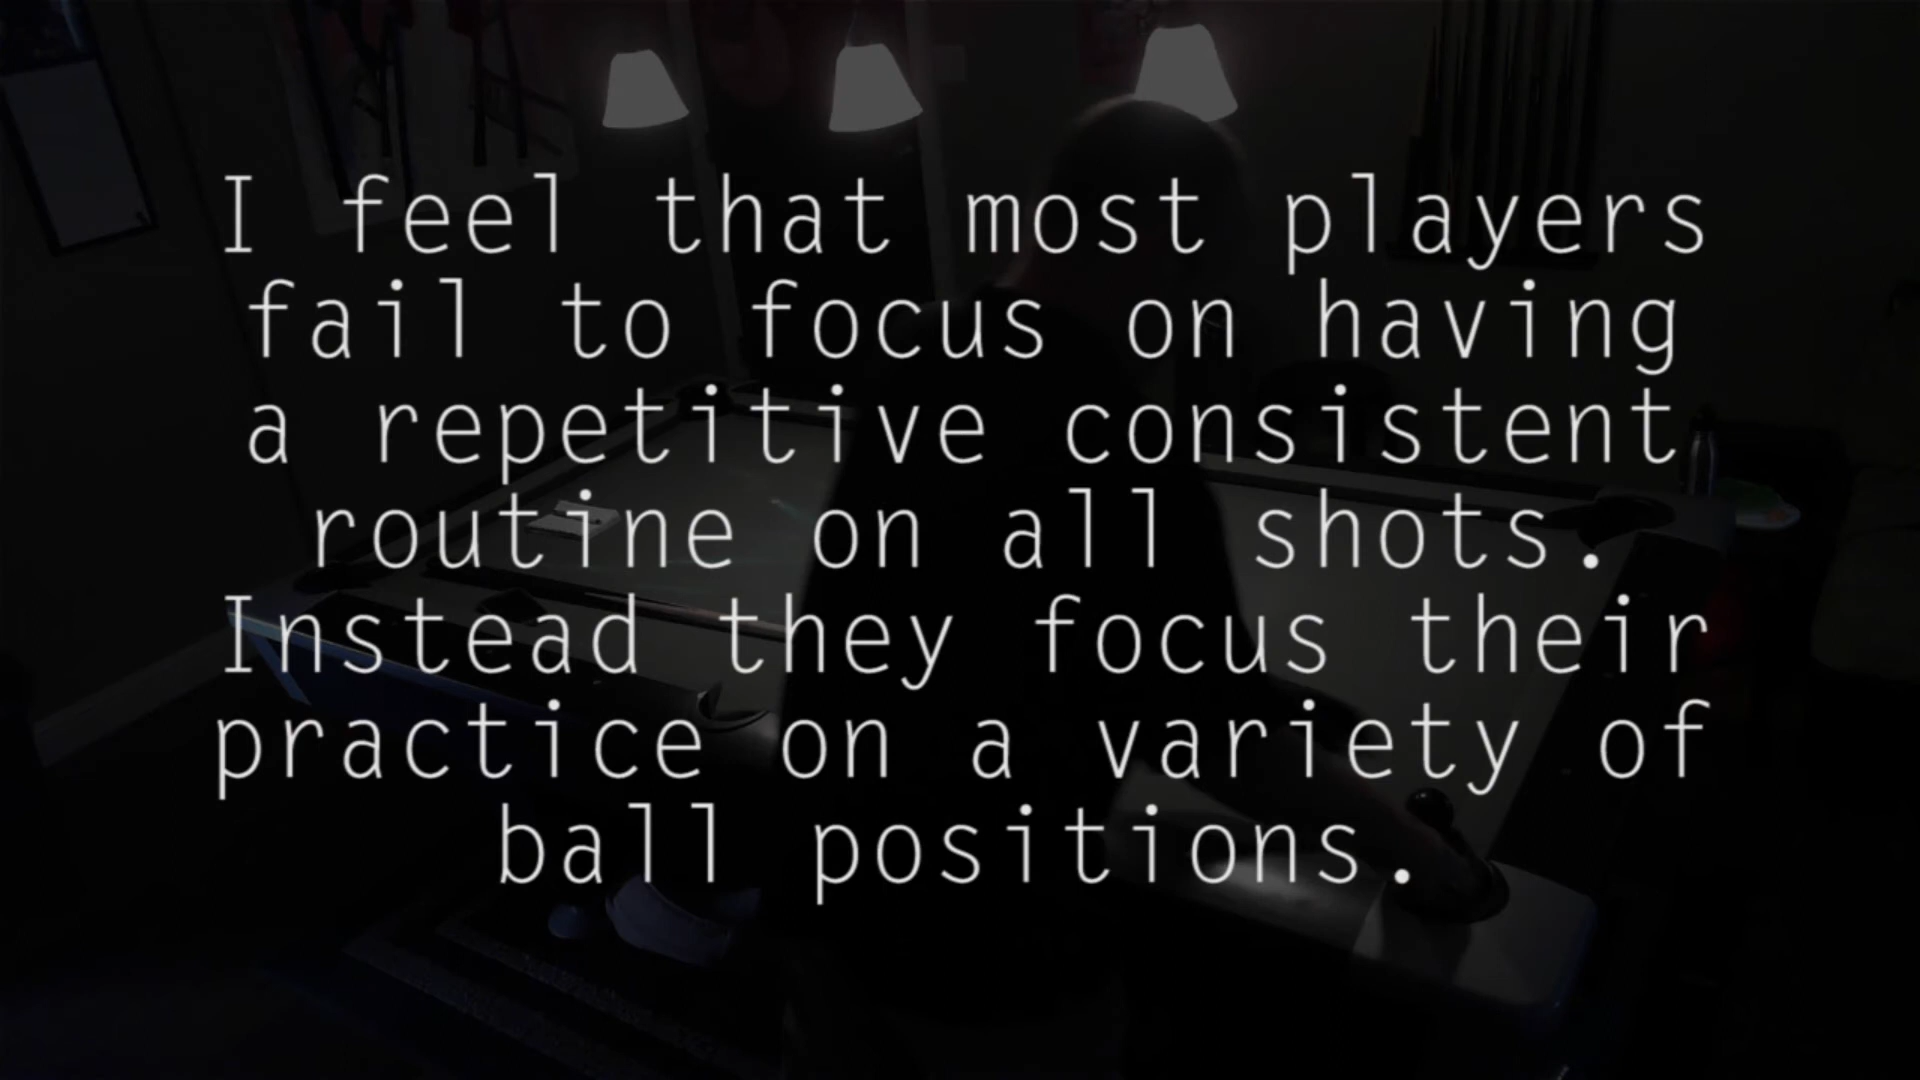 I feel that most players
fail to focus on having
a repetitive consistent
routine on all shots.
Instead they focus their
practice on a variety of
ball positions.